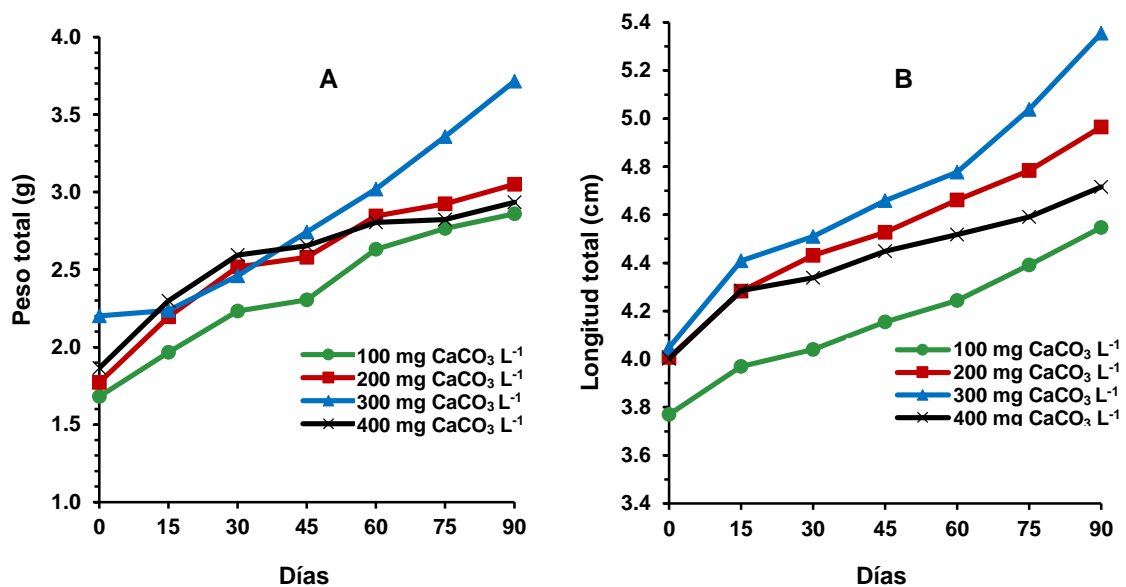 A
Peso total (g)
4.0
3.5
3.0
2.5
2.0
1.5
1.0
0 15 30 45 60 75 90
Días
100 mg CaCO₃ L⁻¹
200 mg CaCO₃ L⁻¹
300 mg CaCO₃ L⁻¹
400 mg CaCO₃ L⁻¹
B
Longitud total (cm)
5.4
5.2
5.0
4.8
4.6
4.4
4.2
4.0
3.8
3.6
3.4
0 15 30 45 60 75 90
Días
100 mg CaCO₃ L⁻¹
200 mg CaCO₃ L⁻¹
300 mg CaCO₃ L⁻¹
400 mg CaCO₃ L⁻¹